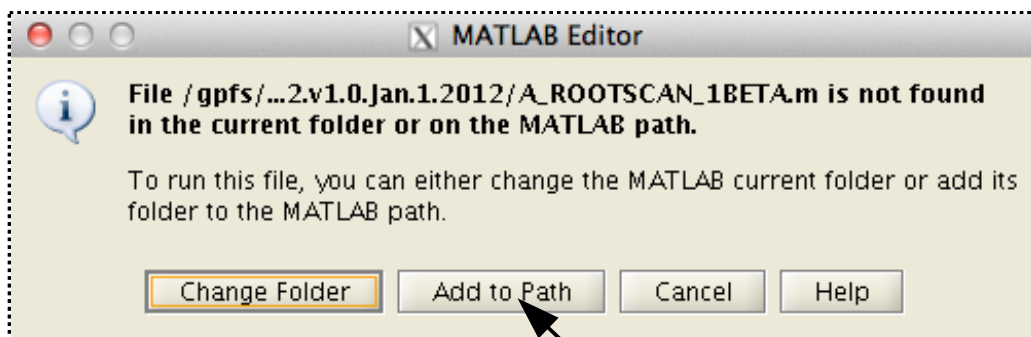 MATLAB Editor
File /gpfs/...2.v1.0.Jan.1.2012/A_ROOTSCAN_1BETA.m is not found
in the current folder or on the MATLAB path.
To run this file, you can either change the MATLAB current folder or add its
folder to the MATLAB path.
Change Folder Add to Path Cancel Help